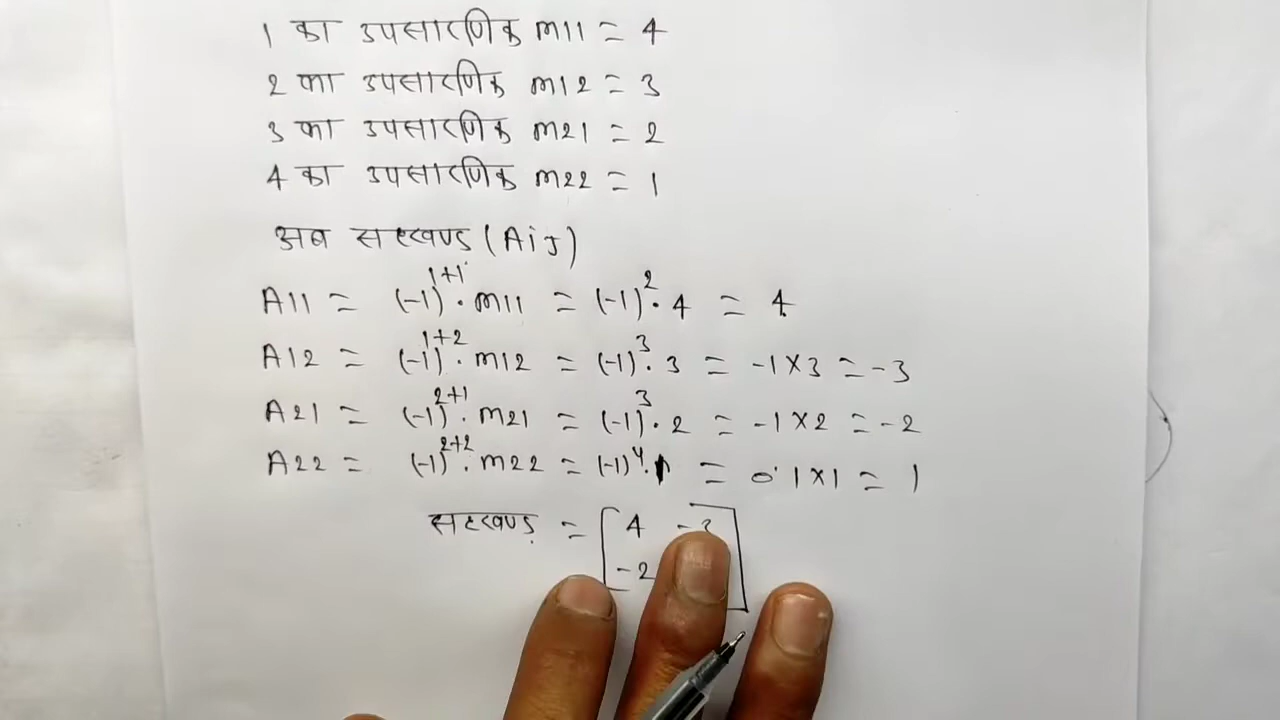 1 का उपसारणिक m11 = 4
2 का उपसारणिक m12 = 3
3 का उपसारणिक m21 = 2
4 का उपसारणिक m22 = 1
अब सहखण्ड (Aij)
A11 = (-1)^1+1 . m11 = (-1)^2 . 4 = 4
A12 = (-1)^1+2 . m12 = (-1)^3 . 3 = -1×3 = -3
A21 = (-1)^2+1 . m21 = (-1)^3 . 2 = -1×2 = -2
A22 = (-1)^2+2 . m22 = (-1)^4 . 1 = 1×1 = 1
सहखण्ड = [4 -3
-2 ]